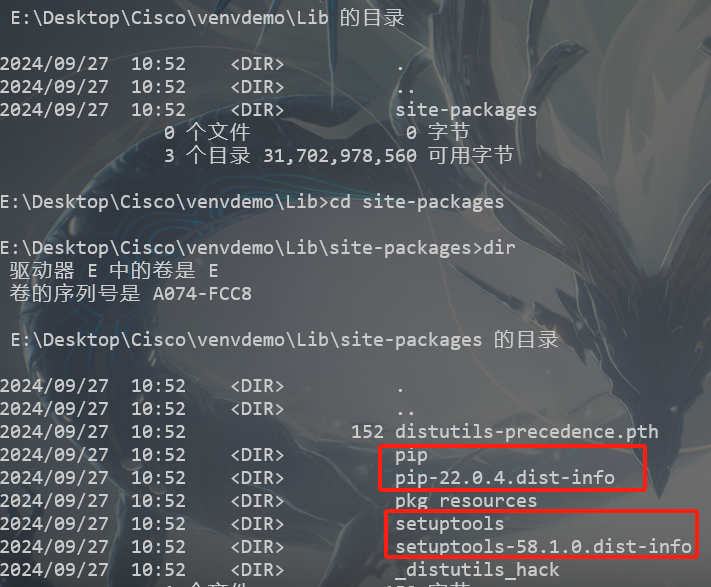 E:\Desktop\Cisco\venvdemo\Lib 的目录
2024/09/27  10:52    <DIR>          .
2024/09/27  10:52    <DIR>          ..
2024/09/27  10:52    <DIR>          site-packages
0 个文件              0 字节
3 个目录 31,702,978,560 可用字节
E:\Desktop\Cisco\venvdemo\Lib>cd site-packages
E:\Desktop\Cisco\venvdemo\Lib\site-packages>dir
驱动器 E 中的卷是 E
卷的序列号是 A074-FCC8
E:\Desktop\Cisco\venvdemo\Lib\site-packages 的目录
2024/09/27  10:52    <DIR>          .
2024/09/27  10:52    <DIR>          ..
2024/09/27  10:52               152 distutils-precedence.pth
2024/09/27  10:52    <DIR>          pip
2024/09/27  10:52    <DIR>          pip-22.0.4.dist-info
2024/09/27  10:52    <DIR>          pkg_resources
2024/09/27  10:52    <DIR>          setuptools
2024/09/27  10:52    <DIR>          setuptools-58.1.0.dist-info
2024/09/27  10:52    <DIR>          _distutils_hack